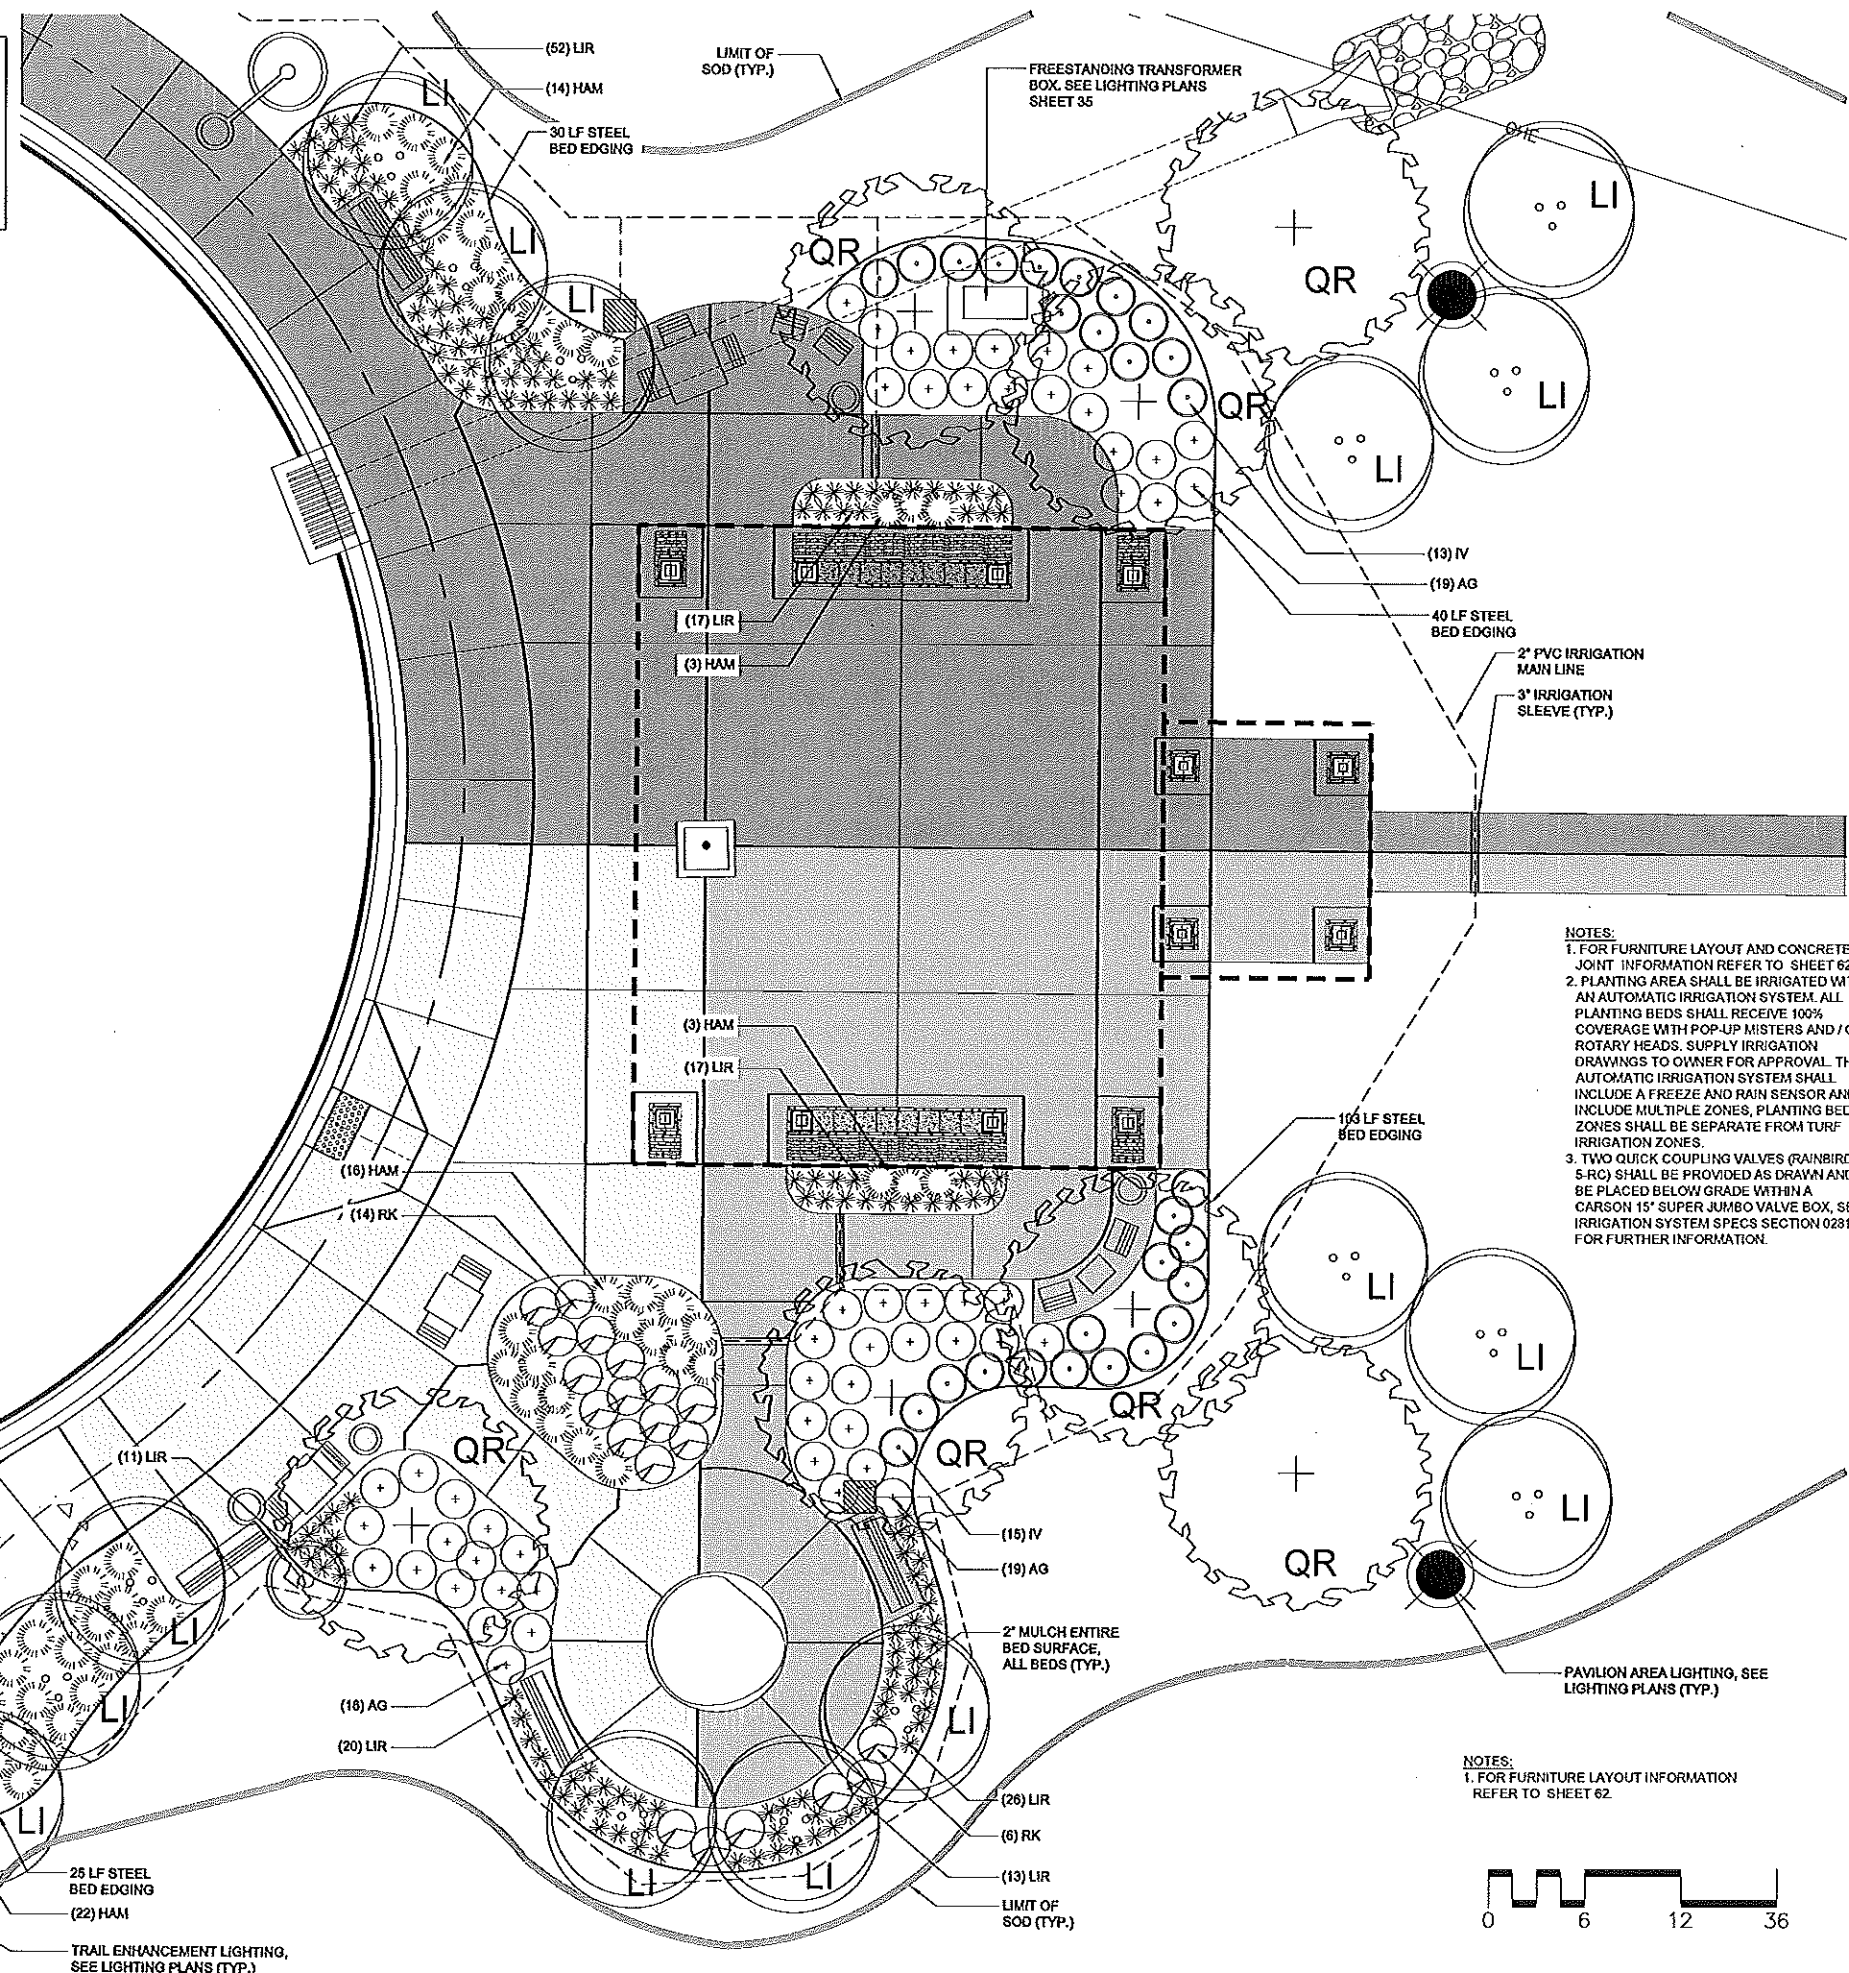 (52) LIR
(14) HAM
30 LF STEEL
BED EDGING
LIMIT OF
SOD (TYP.)
FREESTANDING TRANSFORMER
BOX. SEE LIGHTING PLANS
SHEET 35
OHE
LI
LI
LI
QR
QR
QR
LI
LI
LI
(13) IV
(19) AG
40 LF STEEL
BED EDGING
2" PVC IRRIGATION
MAIN LINE
3" IRRIGATION
SLEEVE (TYP.)
(17) LIR
(3) HAM
NOTES:
1. FOR FURNITURE LAYOUT AND CONCRETE
JOINT INFORMATION REFER TO SHEET 62
2. PLANTING AREA SHALL BE IRRIGATED
AN AUTOMATIC IRRIGATION SYSTEM. ALL
PLANTING BEDS SHALL RECEIVE 100%
COVERAGE WITH POP-UP MISTERS AND /
ROTARY HEADS. SUPPLY IRRIGATION
DRAWINGS TO OWNER FOR APPROVAL.
AUTOMATIC IRRIGATION SYSTEM SHALL
INCLUDE A FREEZE AND RAIN SENSOR
INCLUDE MULTIPLE ZONES, PLANTING BED
ZONES SHALL BE SEPARATE FROM TURF
IRRIGATION ZONES.
3. TWO QUICK COUPLING VALVES (RAINBIRD
5-RC) SHALL BE PROVIDED AS DRAWN AND
BE PLACED BELOW GRADE WITHIN A
CARSON 15" SUPER JUMBO VALVE BOX,
IRRIGATION SYSTEM SPECS SECTION
FOR FURTHER INFORMATION.
(3) HAM
(17) LIR
103 LF STEEL
BED EDGING
(16) HAM
(14) RK
(11) LIR
QR
QR
QR
QR
LI
LI
LI
(15) IV
(19) AG
2" MULCH ENTIRE
BED SURFACE,
ALL BEDS (TYP.)
PAVILION AREA LIGHTING, SEE
LIGHTING PLANS (TYP.)
LI
LI
LI
(18) AG
(20) LIR
LI
LI
LI
(26) LIR
(6) RK
(13) LIR
LIMIT OF
SOD (TYP.)
25 LF STEEL
BED EDGING
(22) HAM
TRAIL ENHANCEMENT LIGHTING,
SEE LIGHTING PLANS (TYP.)
NOTES:
1. FOR FURNITURE LAYOUT INFORMATION
REFER TO SHEET 62.
0 6 12 36